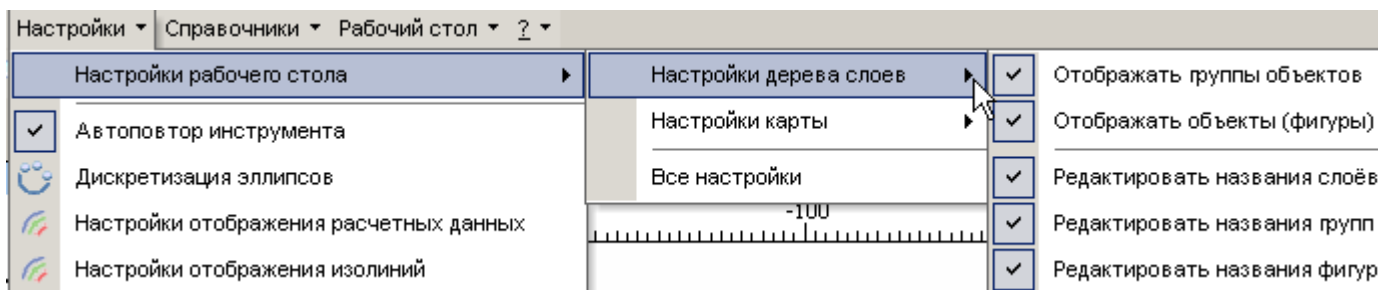 Настройки Справочники Рабочий стол ?
Настройки рабочего стола Настройки дерева слоев Отображать группы объектов
Автоповтор инструмента Настройки карты Отображать объекты (фигуры)
Дискретизация эллипсов Все настройки Редактировать названия слоёв
Настройки отображения расчетных данных -100 Редактировать названия групп
Настройки отображения изолиний Редактировать названия фигур